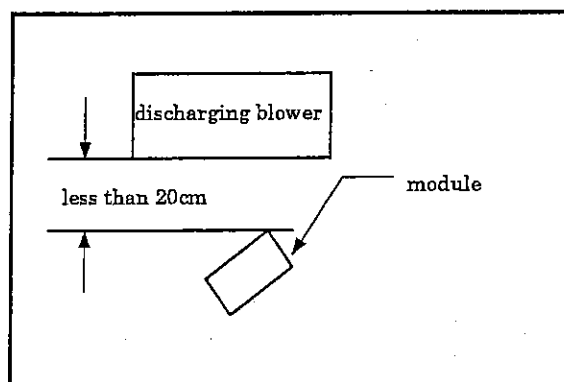 discharging blower
less than 20cm
module